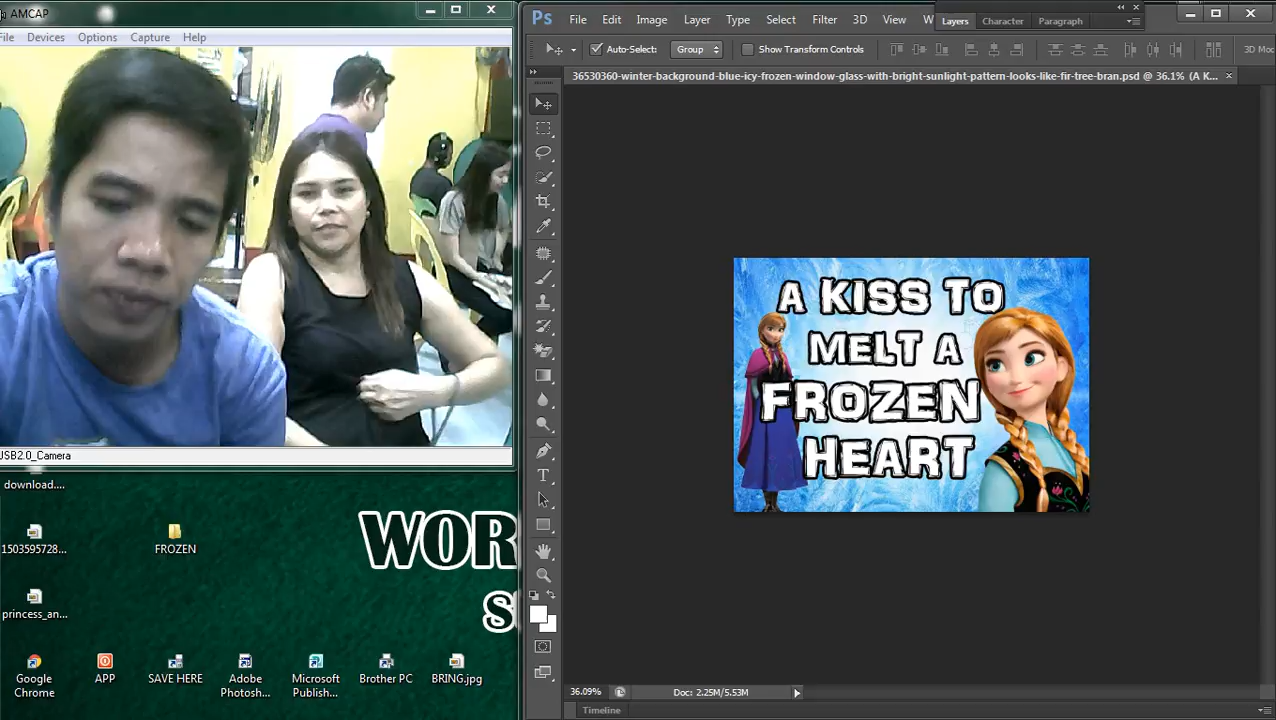 AMCAP
File Devices Options Capture Help
USB2.0_Camera
download....
1503595728...
FROZEN
princess_an...
Google Chrome
APP
SAVE HERE
Adobe Photosh...
Microsoft Publish...
Brother PC
BRING.jpg
WOR
Ps File Edit Image Layer Type Select Filter 3D View W
Layers Character Paragraph
Auto-Select: Group Show Transform Controls 3D Mo
36530360-winter-background-blue-icy-frozen-window-glass-with-bright-sunlight-pattern-looks-like-fir-tree-bran.psd @ 36.1% (A K...
A KISS TO
MELT A
FROZEN
HEART
36.09% Doc: 2.25M/5.53M
Timeline